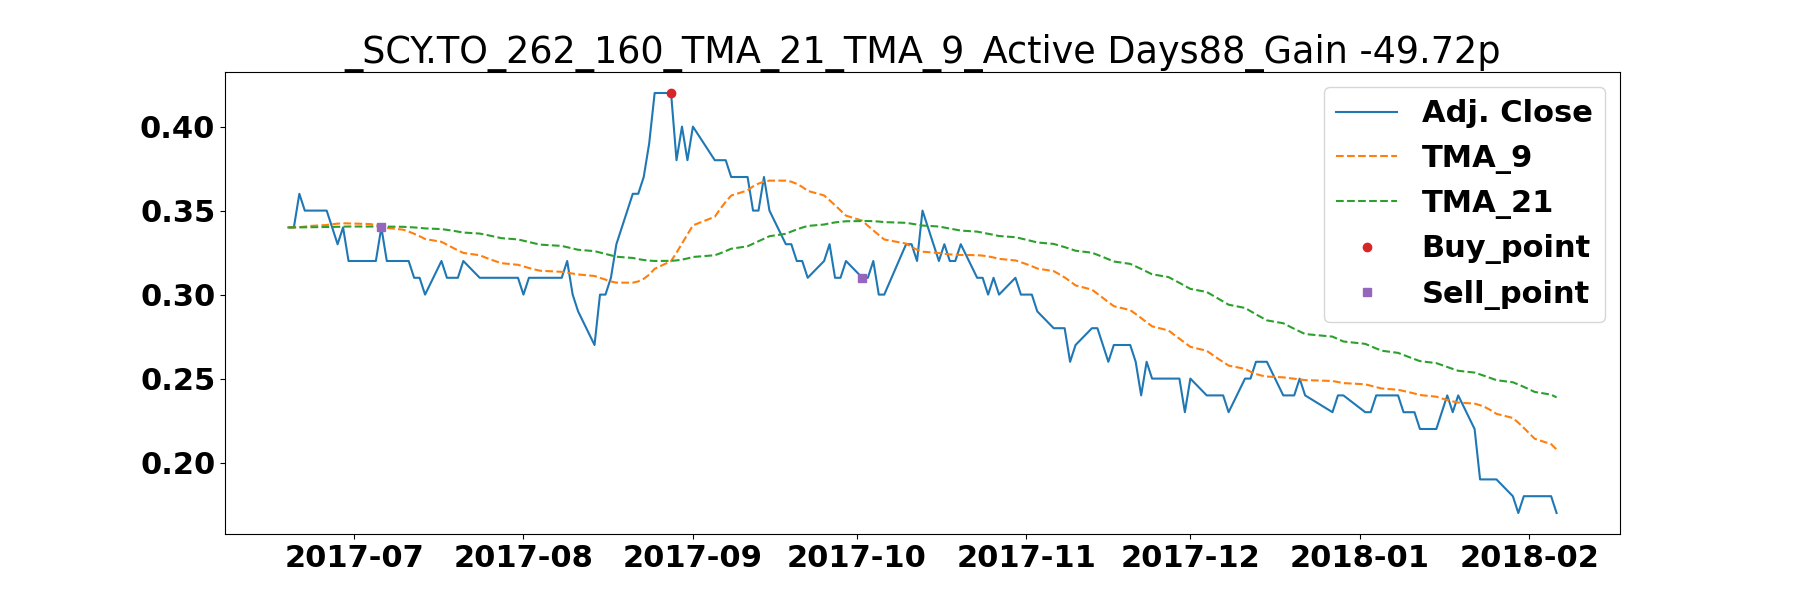 _SCY.TO_262_160_TMA_21_TMA_9_Active Days88_Gain -49.72p
0.40
0.35
0.30
0.25
0.20
Adj. Close
TMA_9
TMA_21
Buy_point
Sell_point
2017-07 2017-08 2017-09 2017-10 2017-11 2017-12 2018-01 2018-02